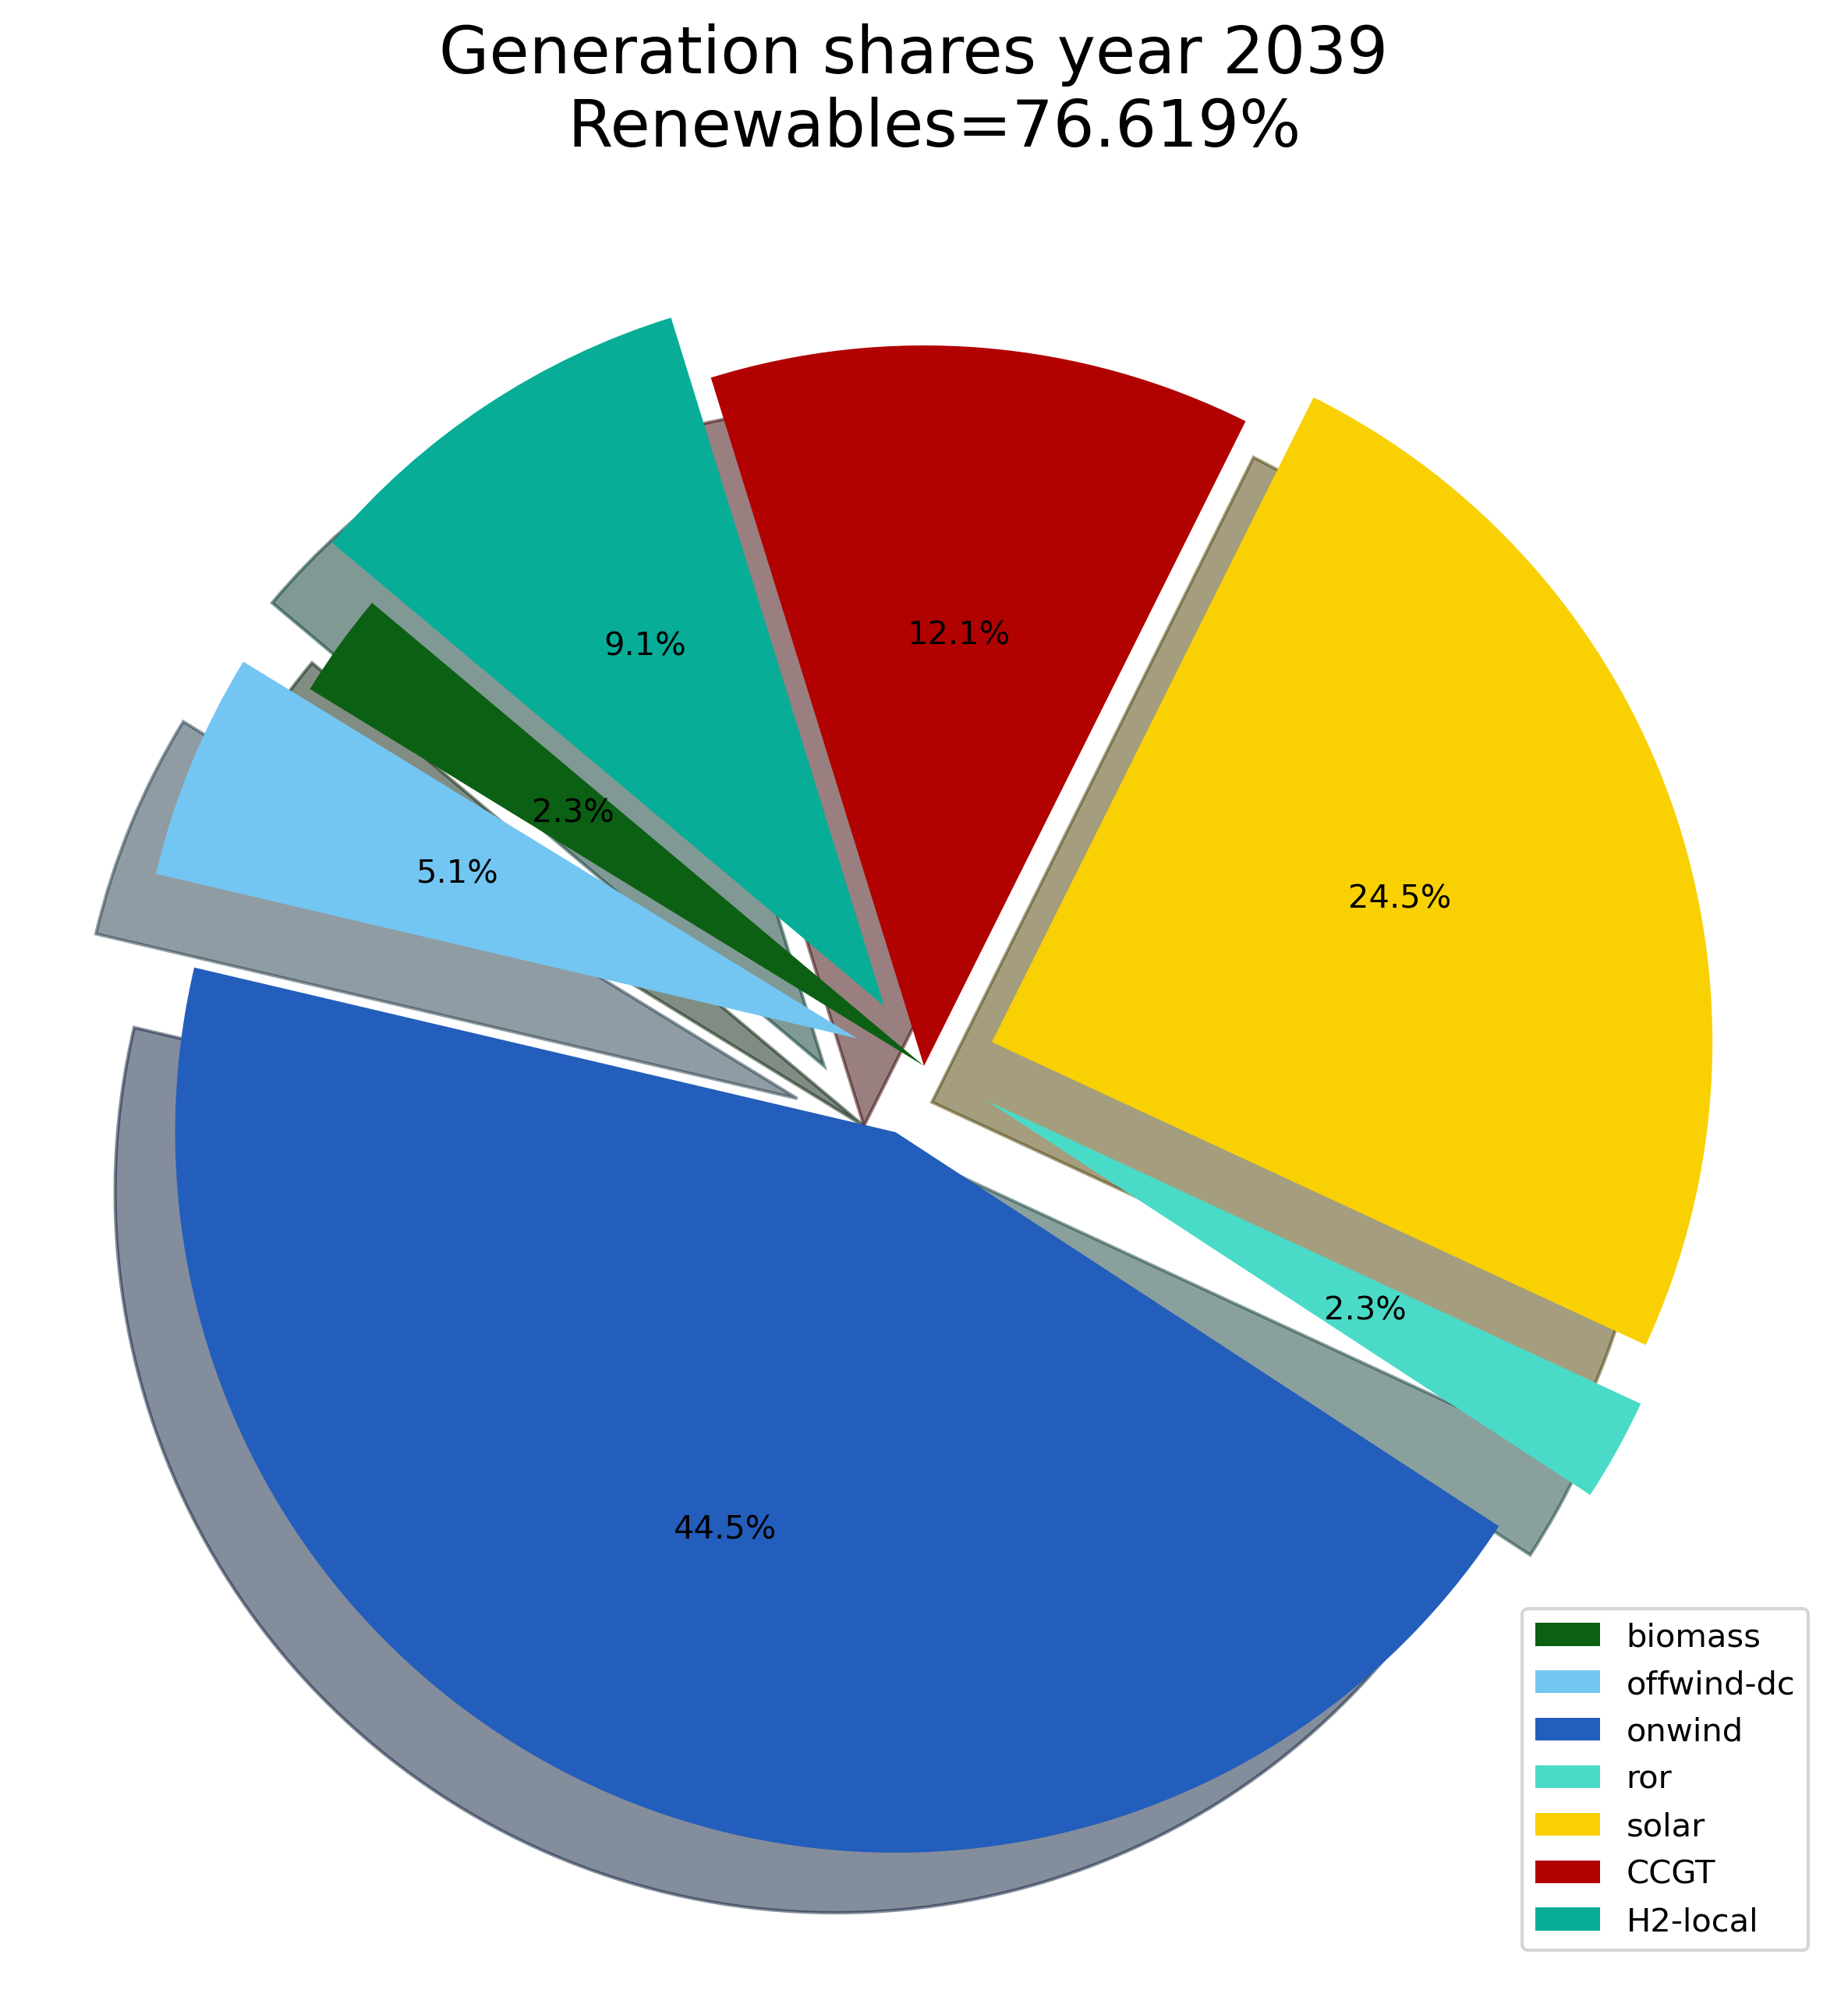 Generation shares year 2039
Renewables=76.619%
9.1%
12.1%
2.3%
5.1%
24.5%
2.3%
44.5%
biomass
offwind-dc
onwind
ror
solar
CCGT
H2-local